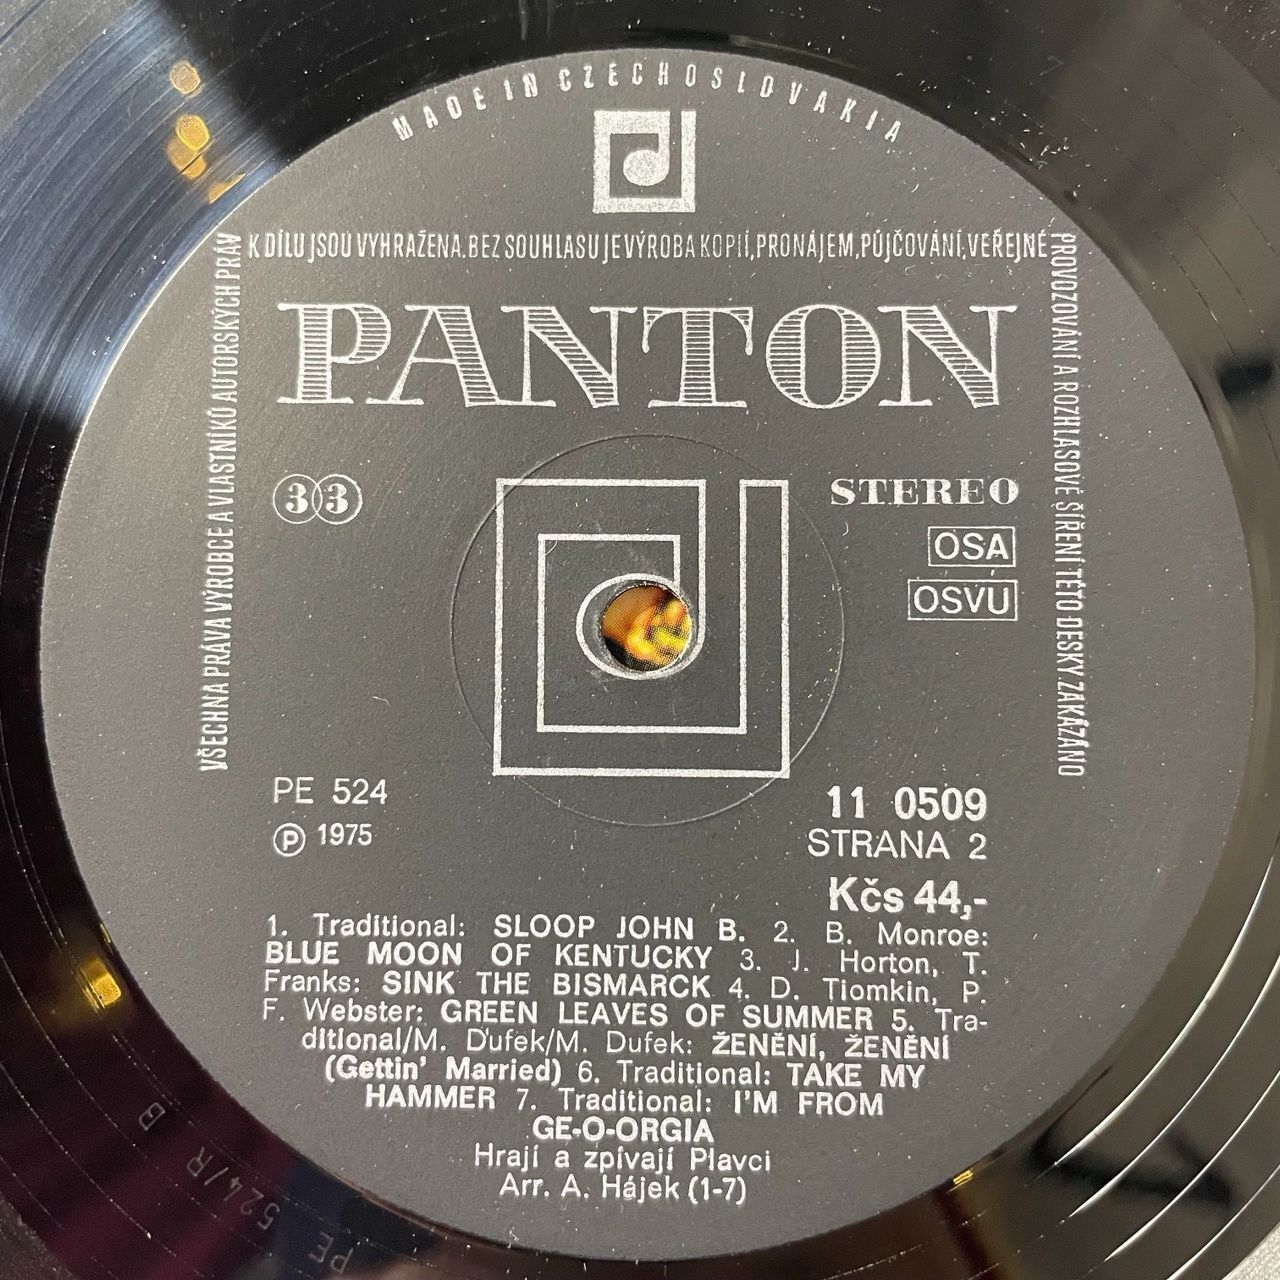 MADE IN CZECHOSLOVAKIA
VŠECHNA PRÁVA VÝROBCE A VLASTNÍKŮ AUTORSKÝCH PRÁV
K DÍLU JSOU VYHRAŽENA. BEZ SOUHLASU JE VÝROBA KOPIÍ, PRONÁJEM, PŮJČOVÁNÍ, VEŘEJNÉ
PROVOZOVÁNÍ A ROZHLASOVÉ ŠÍŘENÍ TÉTO DESKY ZAKÁZÁNO
PANTON
33
STEREO
OSA
OSVU
PE 524
Ⓟ 1975
11 0509
STRANA 2
Kčs 44,-
1. Traditional: SLOOP JOHN B. 2. B. Monroe:
BLUE MOON OF KENTUCKY 3. J. Horton, T.
Franks: SINK THE BISMARCK 4. D. Tiomkin, P.
F. Webster: GREEN LEAVES OF SUMMER 5. Tra-
ditional/M. Dufek/M. Dufek: ŽENĚNÍ, ŽENĚNÍ
(Gettin' Married) 6. Traditional: TAKE MY
HAMMER 7. Traditional: I'M FROM
GE-O-ORGIA
Hrají a zpívají Plavci
Arr. A. Hájek (1-7)
PE 524/R B